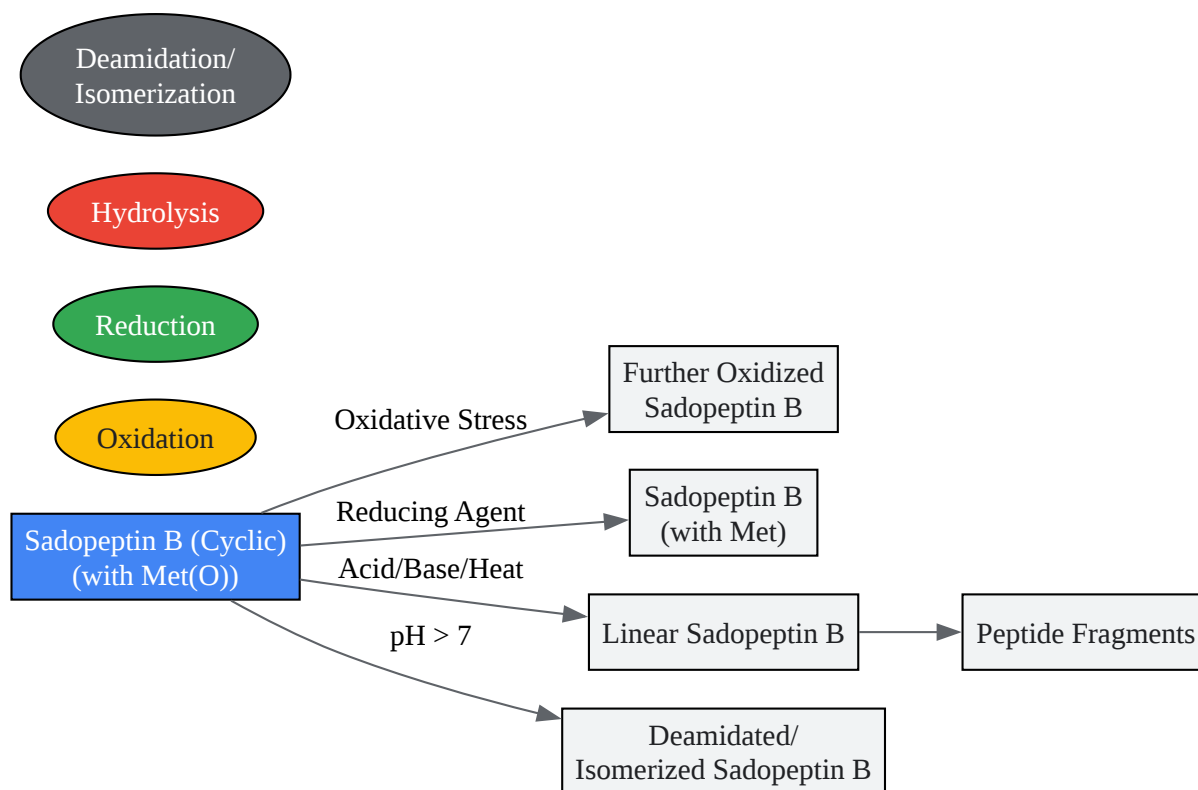 Deamidation/
Isomerization
Hydrolysis
Reduction
Oxidation
Sadopeptin B (Cyclic)
(with Met(O))
Oxidative Stress
Reducing Agent
Acid/Base/Heat
pH > 7
Further Oxidized
Sadopeptin B
Sadopeptin B
(with Met)
Linear Sadopeptin B
Peptide Fragments
Deamidated/
Isomerized Sadopeptin B